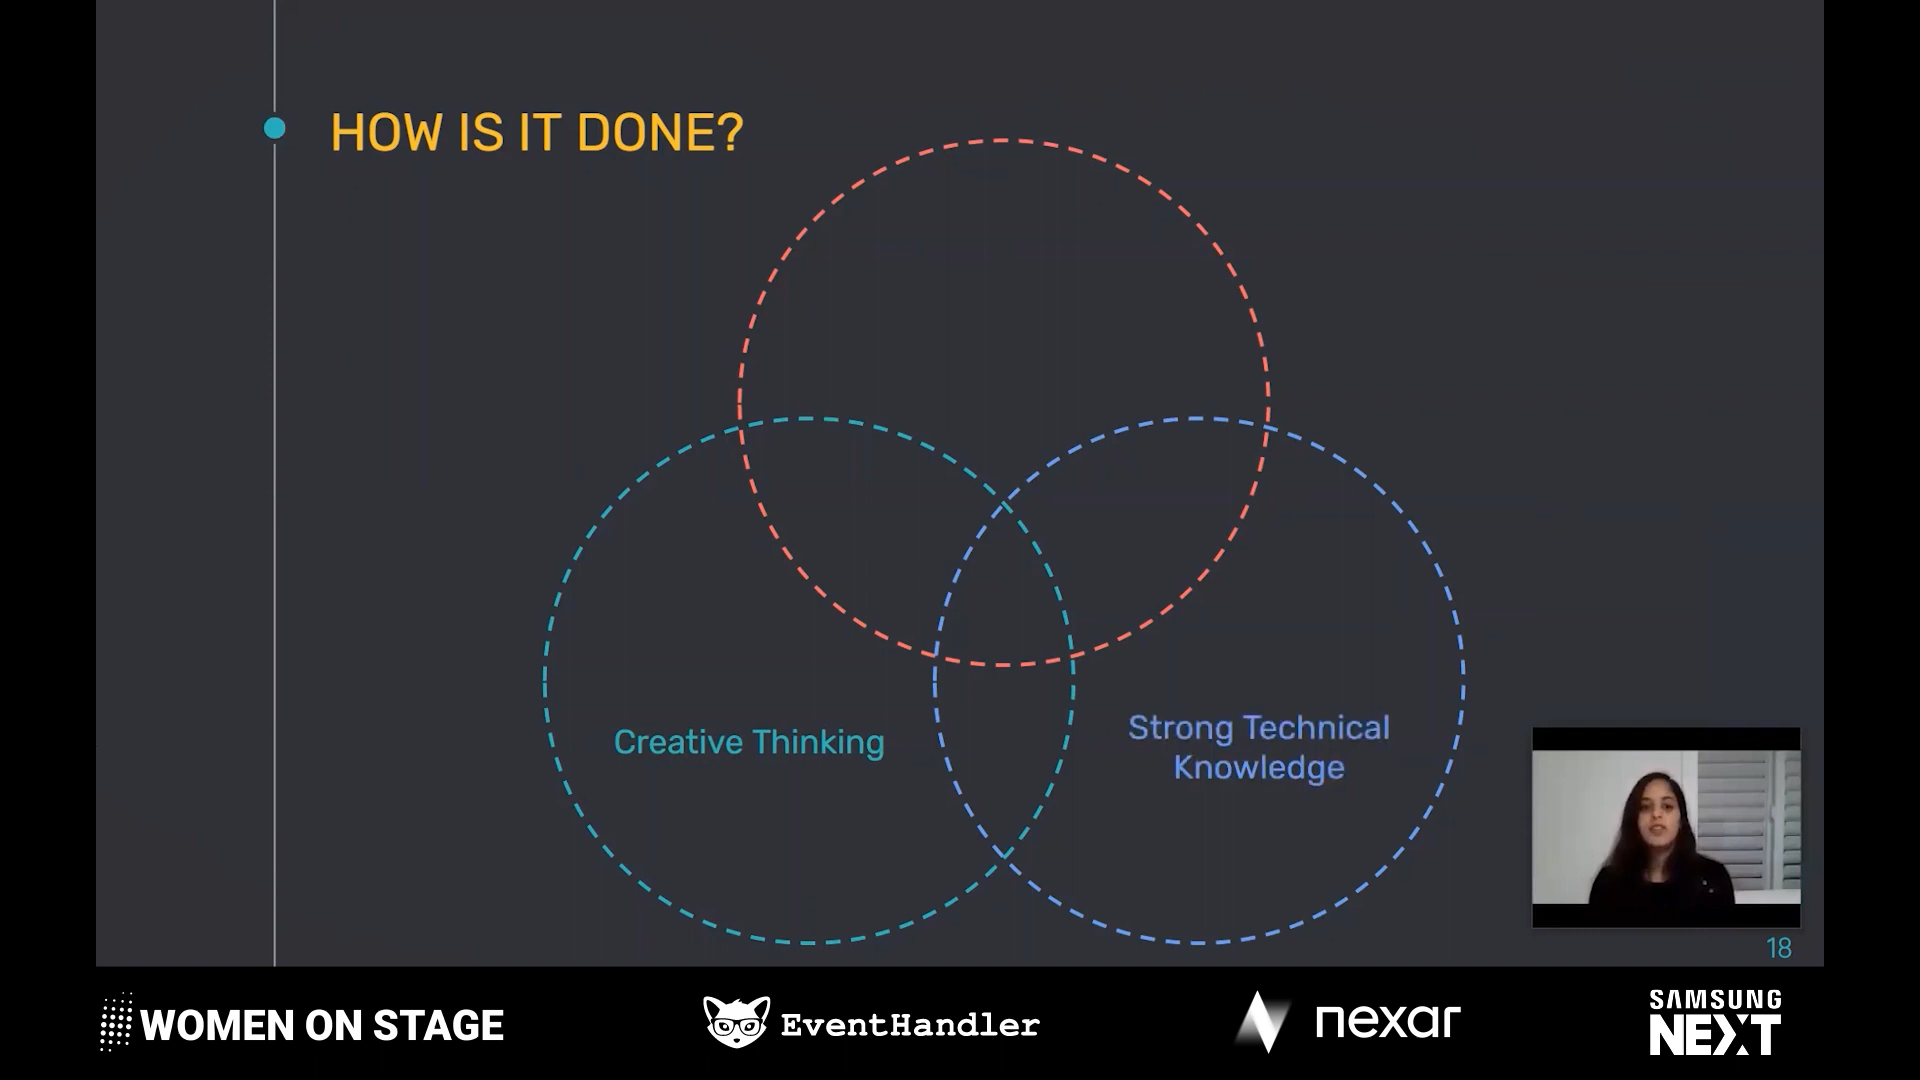 HOW IS IT DONE?
Creative Thinking
Strong Technical
Knowledge
18
WOMEN ON STAGE
EventHandler
nexar
SAMSUNG
NEXT